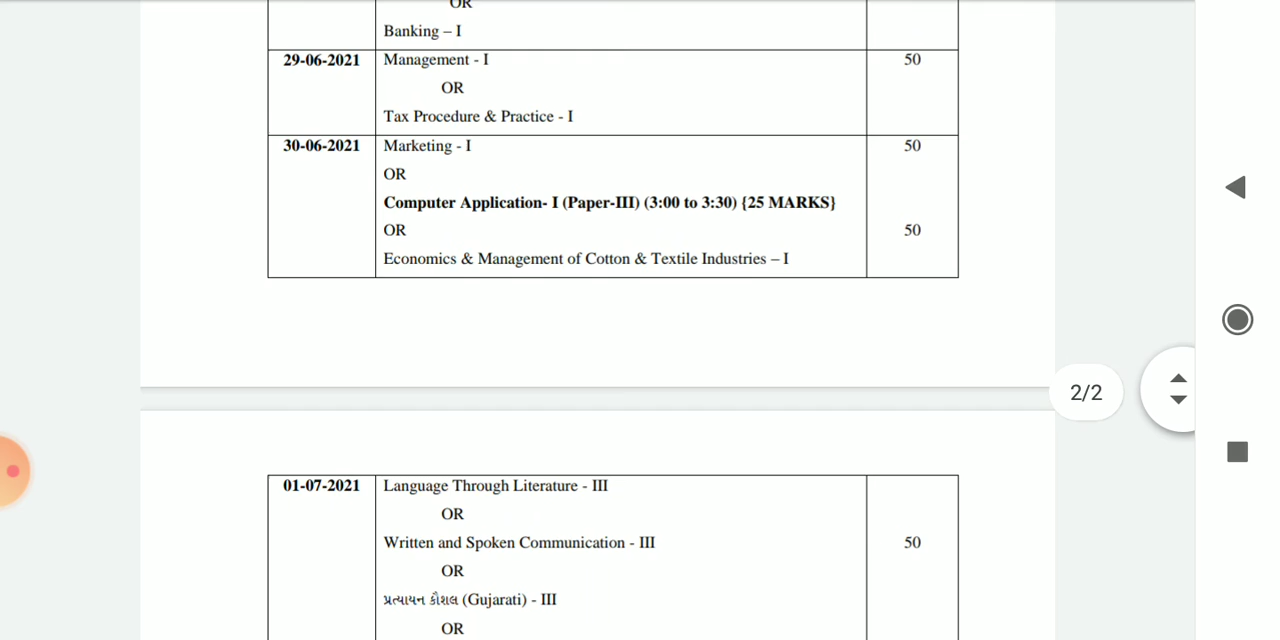 OR
Banking – I
29-06-2021 Management - I 50
OR
Tax Procedure & Practice - I
30-06-2021 Marketing - I 50
OR
Computer Application- I (Paper-III) (3:00 to 3:30) {25 MARKS}
OR 50
Economics & Management of Cotton & Textile Industries – I
2/2
01-07-2021 Language Through Literature - III
OR
Written and Spoken Communication - III 50
OR
પ્રત્યાયન કૌશલ (Gujarati) - III
OR